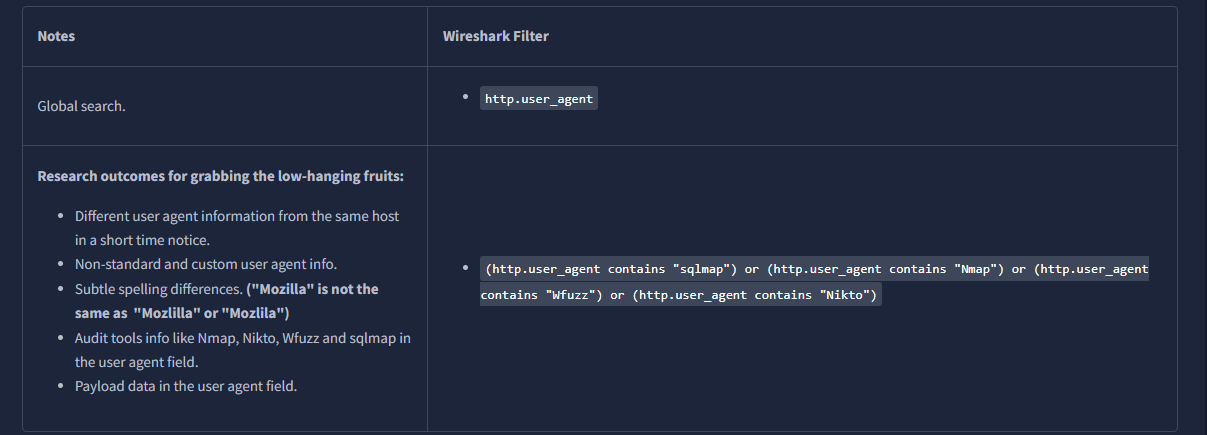 Notes
Wireshark Filter
Global search.
http.user_agent
Research outcomes for grabbing the low-hanging fruits:
Different user agent information from the same host
in a short time notice.
Non-standard and custom user agent info.
Subtle spelling differences. ("Mozilla" is not the
same as "Mozlilla" or "Mozlila")
Audit tools info like Nmap, Nikto, Wfuzz and sqlmap in
the user agent field.
Payload data in the user agent field.
(http.user_agent contains "sqlmap") or (http.user_agent contains "Nmap") or (http.user_agent
contains "Wfuzz") or (http.user_agent contains "Nikto")